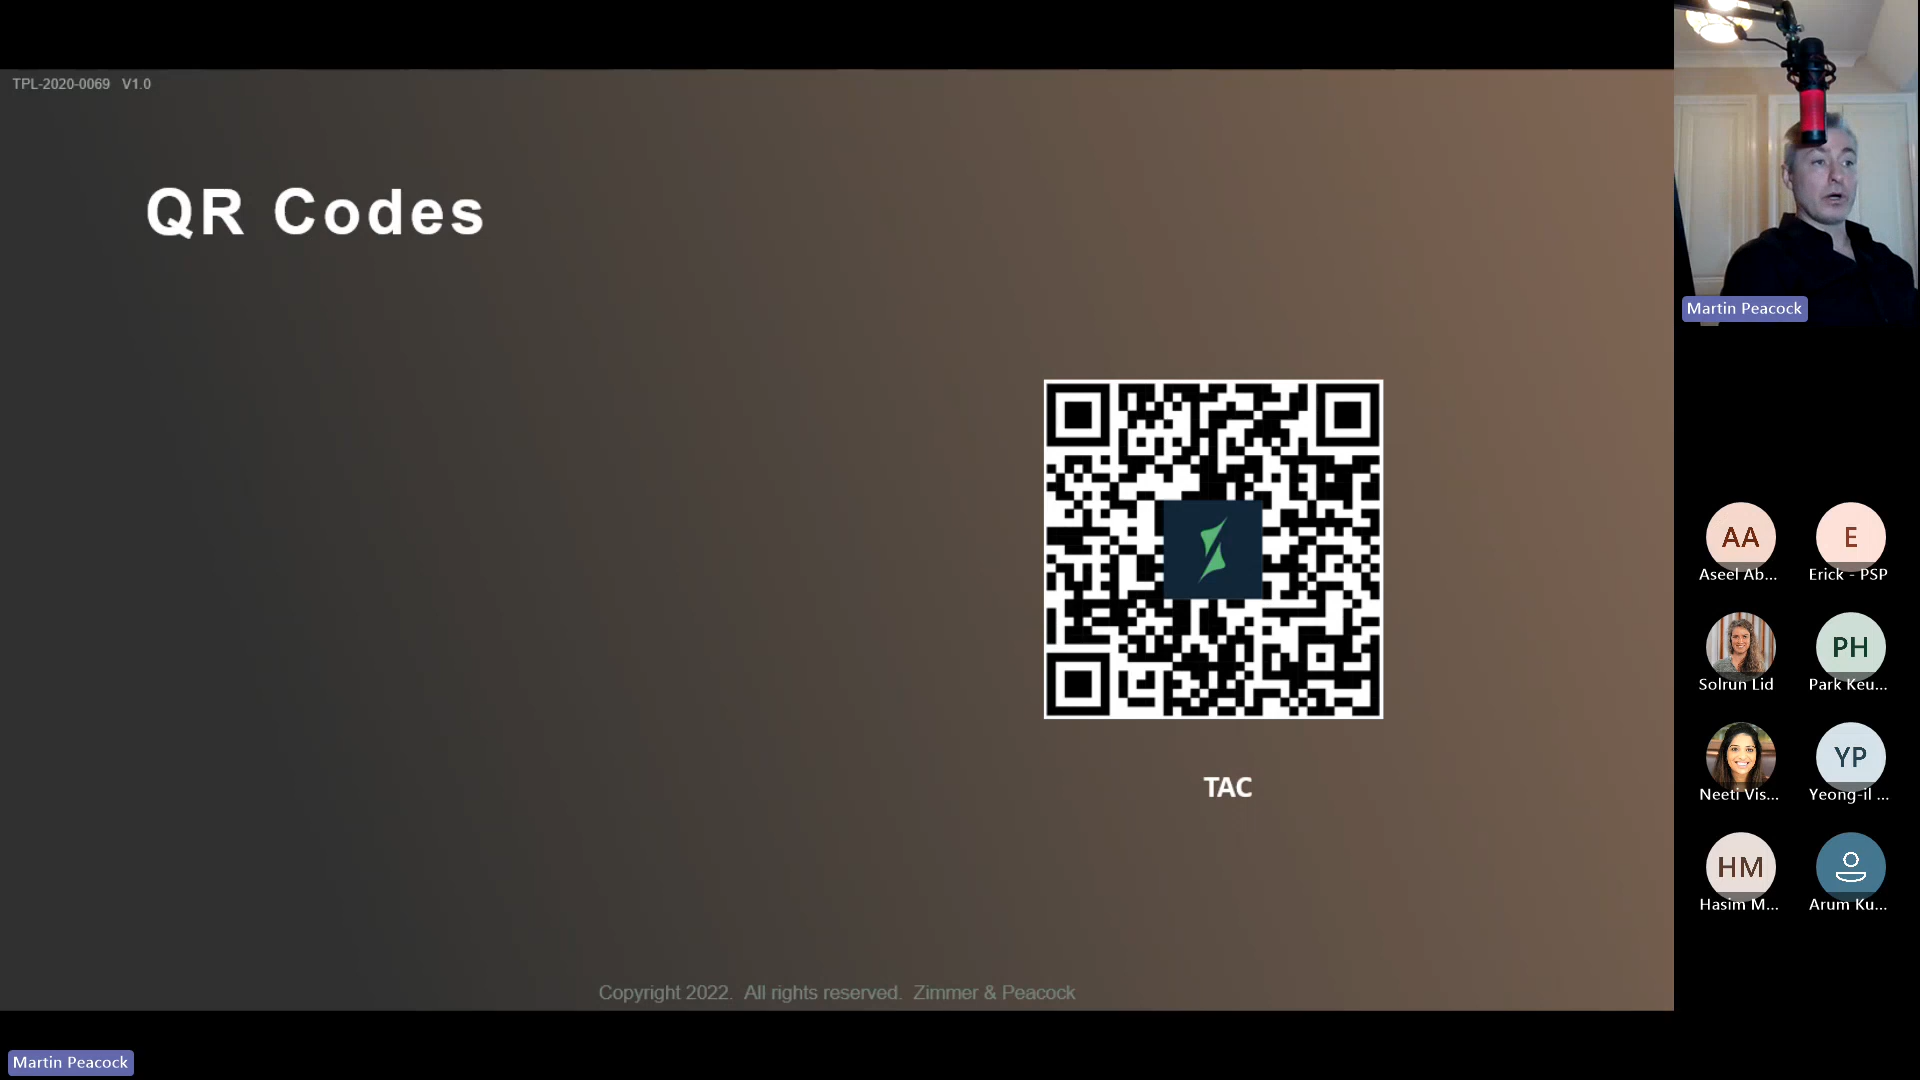 TPL-2020-0069 V1.0
QR Codes
TAC
Copyright 2022. All rights reserved. Zimmer & Peacock
Martin Peacock
Martin Peacock
AA
Aseel Ab...
E
Erick - PSP
Solrun Lid
PH
Park Keu...
Neeti Vis...
YP
Yeong-il ...
HM
Hasim M...
Arum Ku...